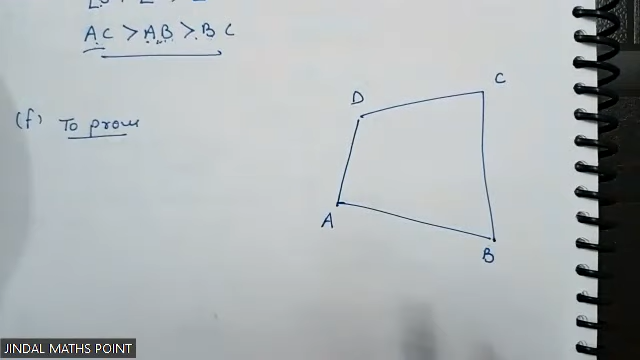 AC > AB > BC
(f) To prove
D
C
A
B
JINDAL MATHS POINT